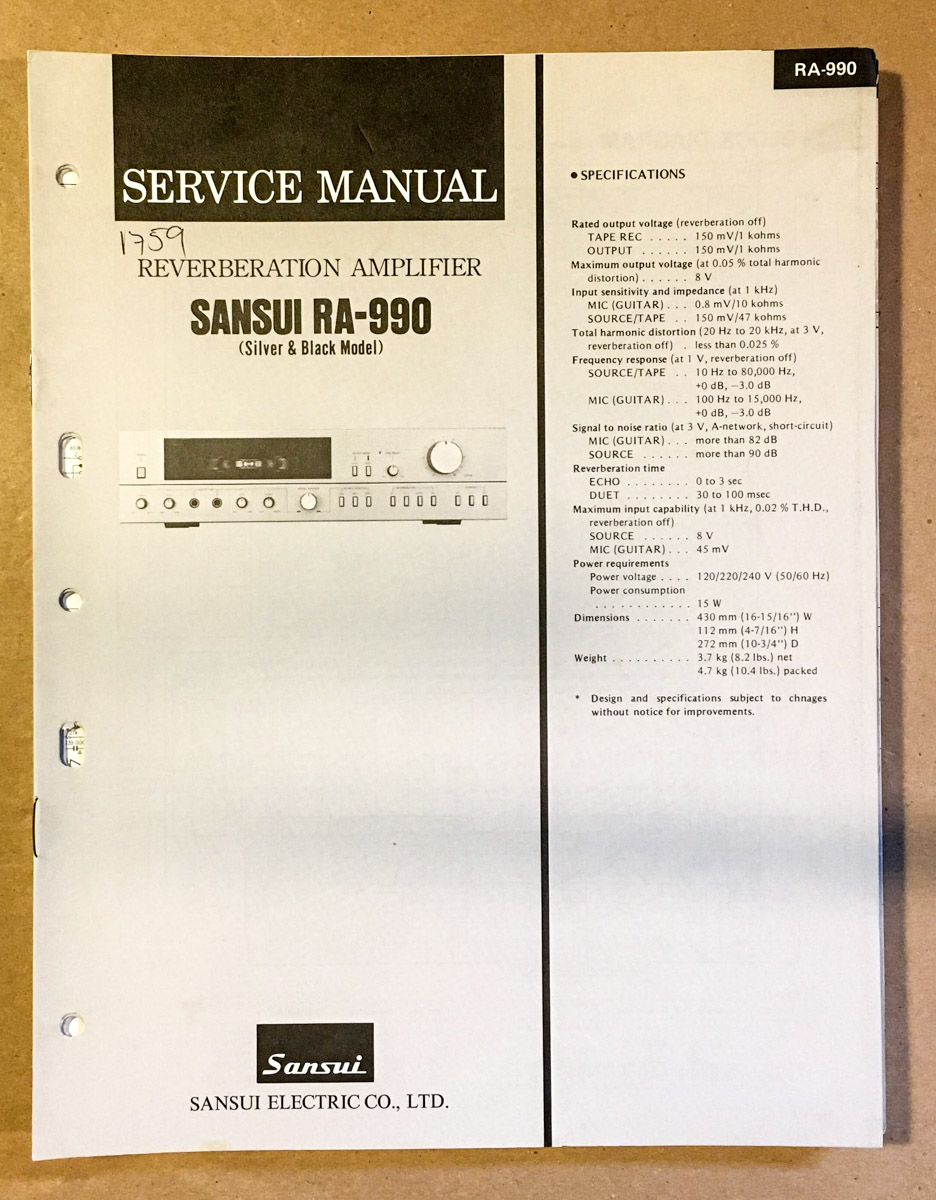 SERVICE MANUAL
1759
REVERBERATION AMPLIFIER
SANSUI RA-990
(Silver & Black Model)
Sansui
SANSUI ELECTRIC CO., LTD.
RA-990
● SPECIFICATIONS
Rated output voltage (reverberation off)
TAPE REC . . . . . 150 mV/1 kohms
OUTPUT . . . . . . 150 mV/1 kohms
Maximum output voltage (at 0.05 % total harmonic
distortion) . . . . . . 8 V
Input sensitivity and impedance (at 1 kHz)
MIC (GUITAR) . . . 0.8 mV/10 kohms
SOURCE/TAPE . . 150 mV/47 kohms
Total harmonic distortion (20 Hz to 20 kHz, at 3 V,
reverberation off) . less than 0.025 %
Frequency response (at 1 V, reverberation off)
SOURCE/TAPE . . 10 Hz to 80,000 Hz,
+0 dB, −3.0 dB
MIC (GUITAR) . . . 100 Hz to 15,000 Hz,
+0 dB, −3.0 dB
Signal to noise ratio (at 3 V, A-network, short-circuit)
MIC (GUITAR) . . . more than 82 dB
SOURCE . . . . . . more than 90 dB
Reverberation time
ECHO . . . . . . . . 0 to 3 sec
DUET . . . . . . . . 30 to 100 msec
Maximum input capability (at 1 kHz, 0.02 % T.H.D.,
reverberation off)
SOURCE . . . . . . 8 V
MIC (GUITAR) . . . 45 mV
Power requirements
Power voltage . . . . 120/220/240 V (50/60 Hz)
Power consumption
. . . . . . . . . . . . 15 W
Dimensions . . . . . . . 430 mm (16-15/16") W
112 mm (4-7/16") H
272 mm (10-3/4") D
Weight . . . . . . . . . . 3.7 kg (8.2 lbs.) net
4.7 kg (10.4 lbs.) packed
* Design and specifications subject to chnages
without notice for improvements.